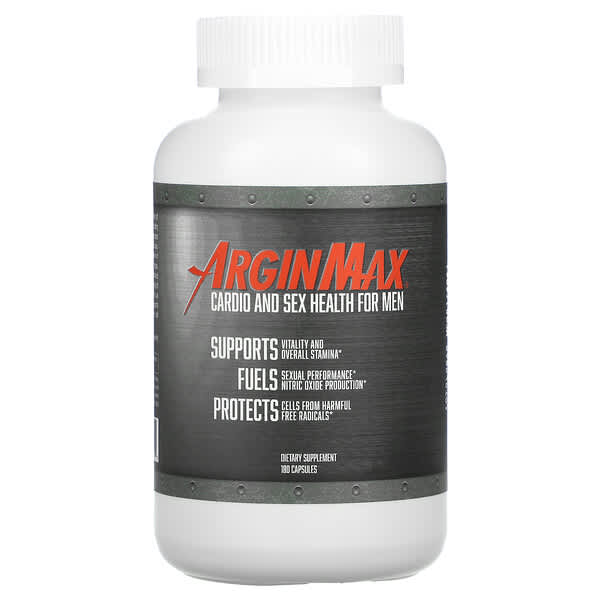 ARGINMAX
CARDIO AND SEX HEALTH FOR MEN
SUPPORTS VITALITY AND
OVERALL STAMINA*
FUELS SEXUAL PERFORMANCE*
NITRIC OXIDE PRODUCTION*
PROTECTS CELLS FROM HARMFUL
FREE RADICALS*
DIETARY SUPPLEMENT
180 CAPSULES